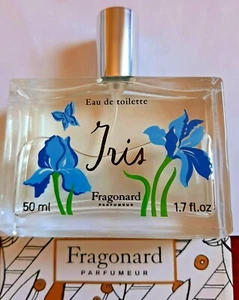 Eau de toilette
Iris
50 ml
Fragonard
PARFUMEUR
1.7 fl.oz
Fragonard
PARFUMEUR